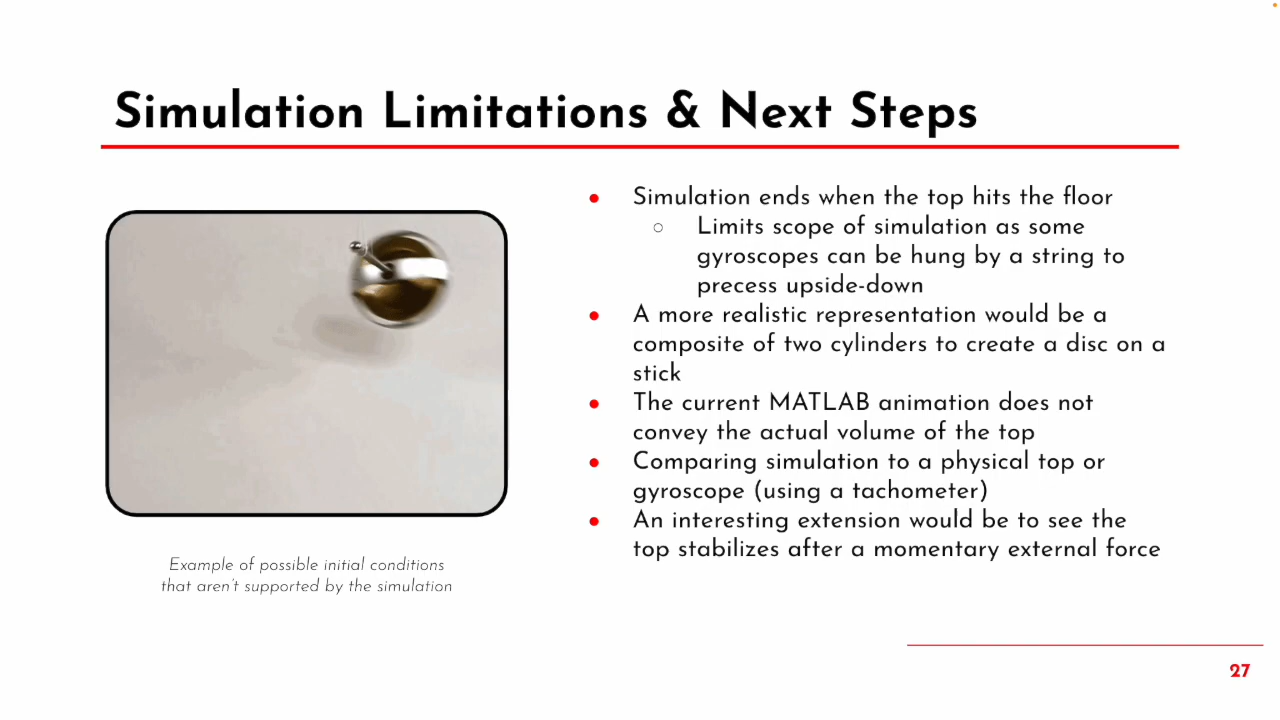 Simulation Limitations & Next Steps
● Simulation ends when the top hits the floor
○ Limits scope of simulation as some
gyroscopes can be hung by a string to
precess upside-down
● A more realistic representation would be a
composite of two cylinders to create a disc on a
stick
● The current MATLAB animation does not
convey the actual volume of the top
● Comparing simulation to a physical top or
gyroscope (using a tachometer)
● An interesting extension would be to see the
top stabilizes after a momentary external force
Example of possible initial conditions
that aren't supported by the simulation
27